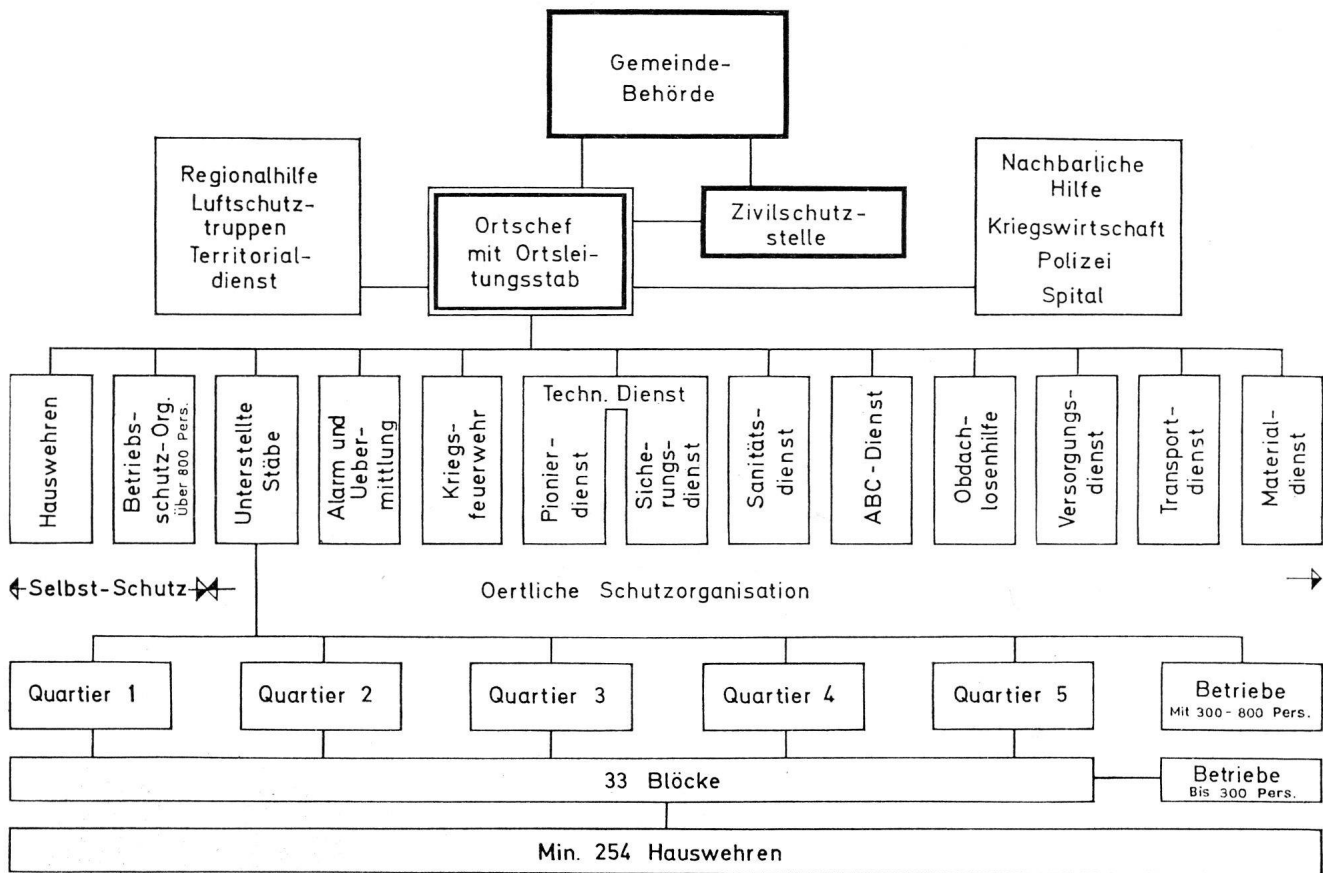 Gemeinde-
Behörde
Regionalhilfe
Luftschutz-
truppen
Territorial-
dienst
Ortschef
mit Ortslei-
tungsstab
Zivilschutz-
stelle
Nachbarliche
Hilfe
Kriegswirtschaft
Polizei
Spital
Hauswehren
Betriebs-
schutz-Org.
Über 800 Pers.
Unterstellte
Stäbe
Alarm und
Ueber-
mittlung
Kriegs-
feuerwehr
Techn. Dienst
Pionier-
dienst
Siche-
rungs-
dienst
Sanitäts-
dienst
ABC-Dienst
Obdach-
losenhilfe
Versorgungs-
dienst
Transport-
dienst
Material-
dienst
Selbst-Schutz
Oertliche Schutzorganisation
Quartier 1
Quartier 2
Quartier 3
Quartier 4
Quartier 5
Betriebe
Mit 300-800 Pers.
33 Blöcke
Betriebe
Bis 300 Pers.
Min. 254 Hauswehren